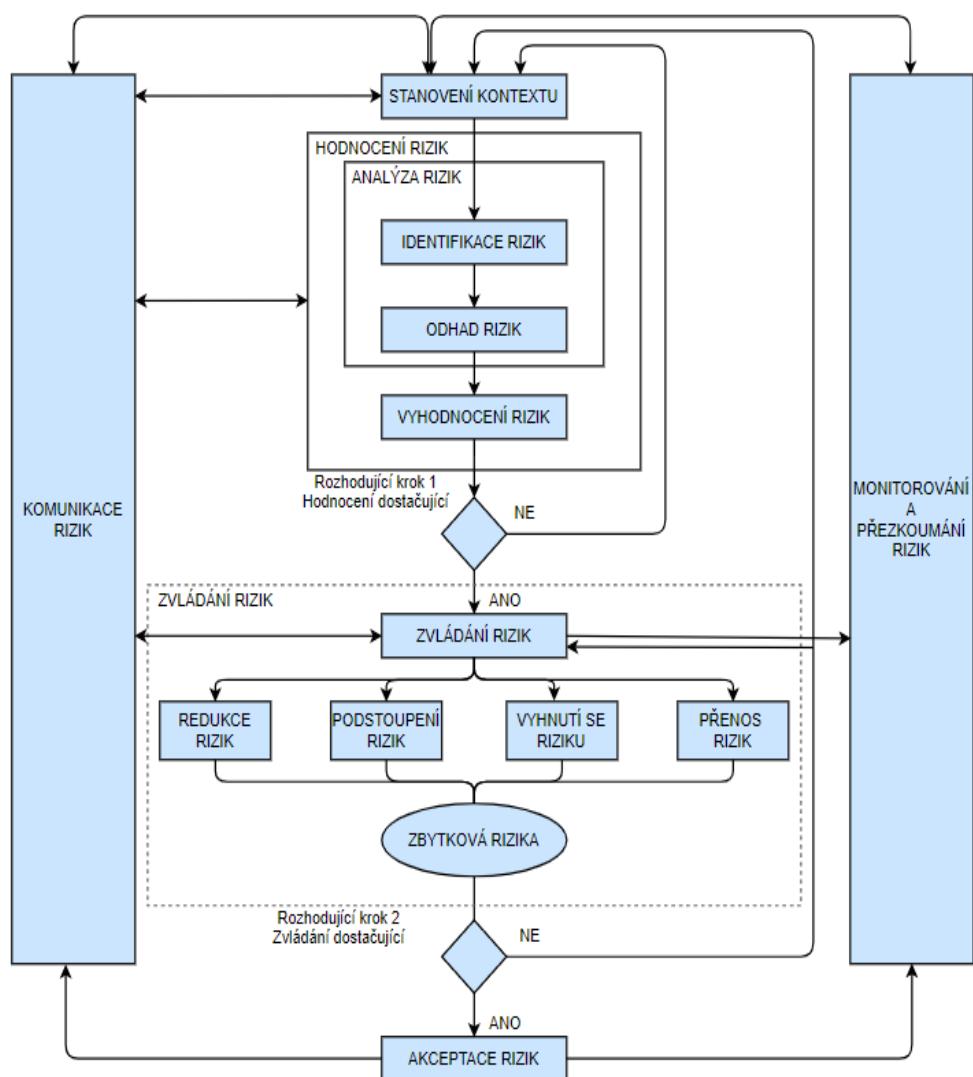 STANOVENÍ KONTEXTU
HODNOCENÍ RIZIK
ANALÝZA RIZIK
IDENTIFIKACE RIZIK
ODHAD RIZIK
VYHODNOCENÍ RIZIK
Rozhodující krok 1
Hodnocení dostačující
NE
KOMUNIKACE
RIZIK
MONITOROVÁNÍ
A
PŘEZKOUMÁNÍ
RIZIK
ANO
ZVLÁDÁNÍ RIZIK
ZVLÁDÁNÍ RIZIK
REDUKCE
RIZIK
PODSTOUPENÍ
RIZIK
VYHNUTÍ SE
RIZIKU
PŘENOS
RIZIK
ZBYTKOVÁ RIZIKA
Rozhodující krok 2
Zvládání dostačující
NE
ANO
AKCEPTACE RIZIK